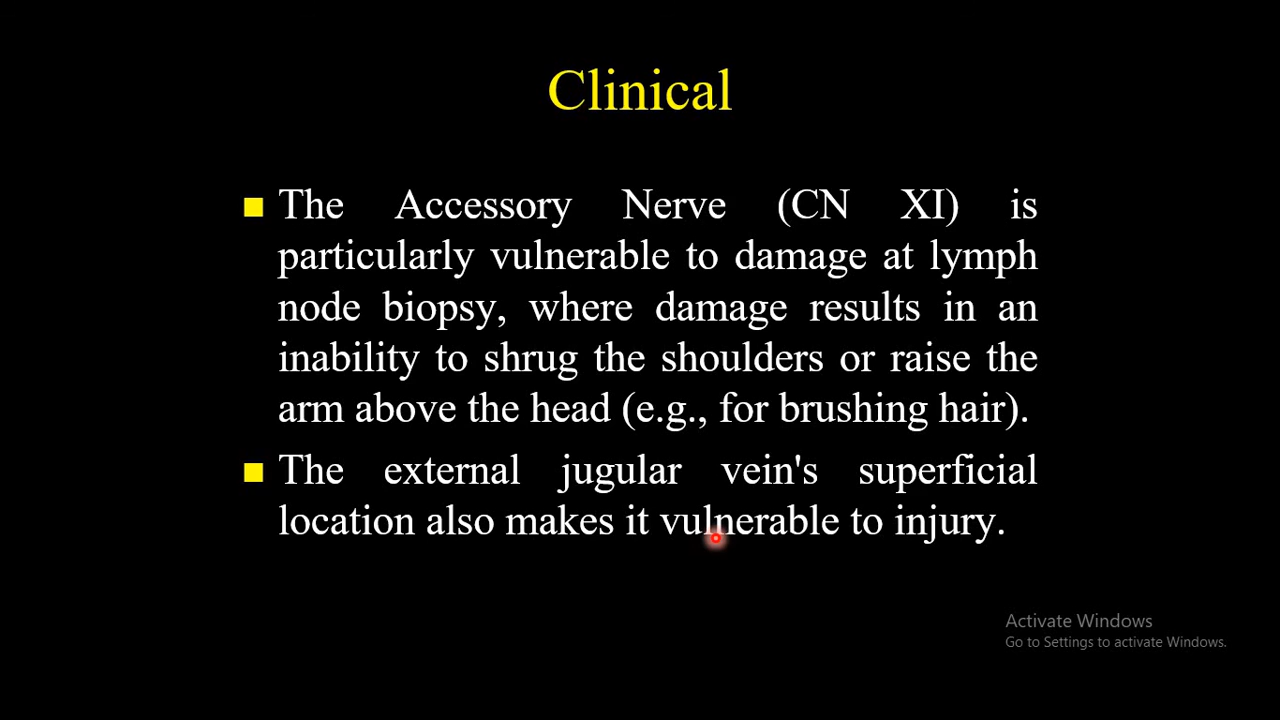 Clinical
The Accessory Nerve (CN XI) is
particularly vulnerable to damage at lymph
node biopsy, where damage results in an
inability to shrug the shoulders or raise the
arm above the head (e.g., for brushing hair).
The external jugular vein's superficial
location also makes it vulnerable to injury.
Activate Windows
Go to Settings to activate Windows.